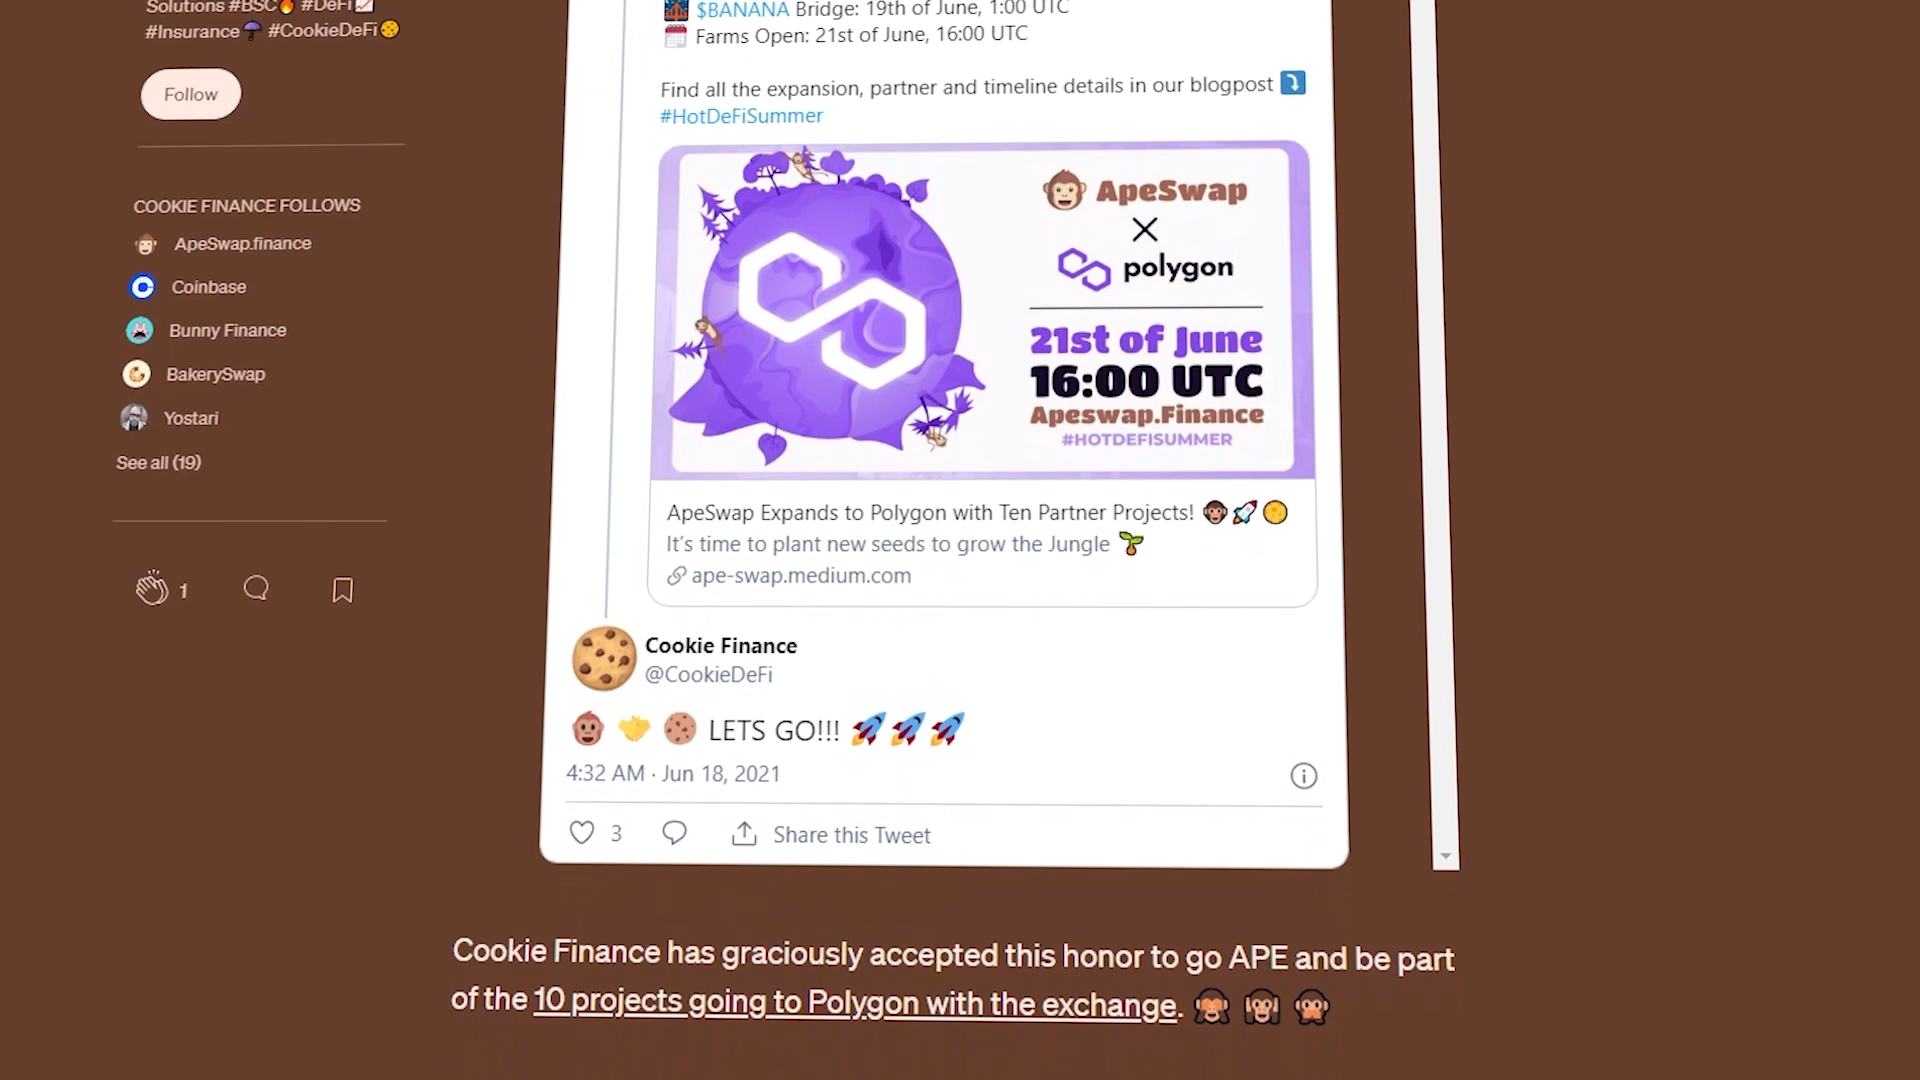 Solutions #BSC🔥 #DeFi📈
#Insurance☂ #CookieDeFi🍪
Follow
COOKIE FINANCE FOLLOWS
ApeSwap.finance
Coinbase
Bunny Finance
BakerySwap
Yostari
See all (19)
1
$BANANA Bridge: 19th of June, 1:00 UTC
Farms Open: 21st of June, 16:00 UTC
Find all the expansion, partner and timeline details in our blogpost ⤵
#HotDeFiSummer
ApeSwap
X
polygon
21st of June
16:00 UTC
Apeswap.Finance
#HOTDEFISUMMER
ApeSwap Expands to Polygon with Ten Partner Projects! 🐵🚀🌕
It's time to plant new seeds to grow the Jungle 🌱
ape-swap.medium.com
Cookie Finance
@CookieDeFi
🐵 🤝 🍪 LETS GO!!! 🚀🚀🚀
4:32 AM · Jun 18, 2021
3
Share this Tweet
Cookie Finance has graciously accepted this honor to go APE and be part
of the 10 projects going to Polygon with the exchange. 🙈 🙉 🙊